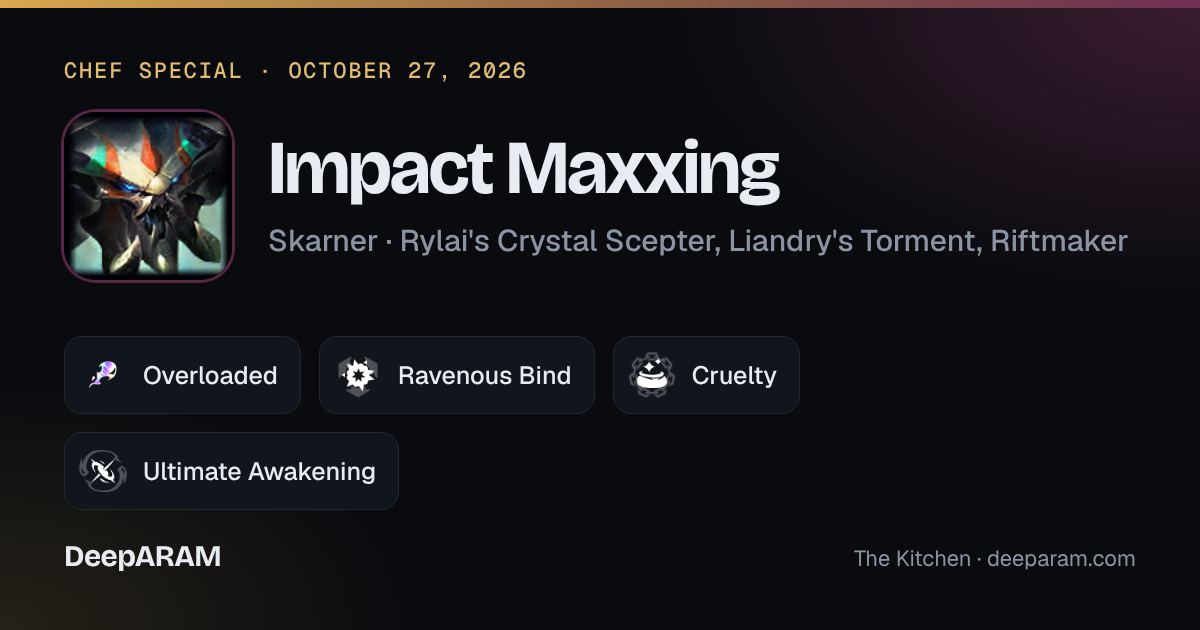 CHEF SPECIAL · OCTOBER 27, 2026
Impact Maxxing
Skarner · Rylai's Crystal Scepter, Liandry's Torment, Riftmaker
Overloaded
Ravenous Bind
Cruelty
Ultimate Awakening
DeepARAM
The Kitchen · deeparam.com